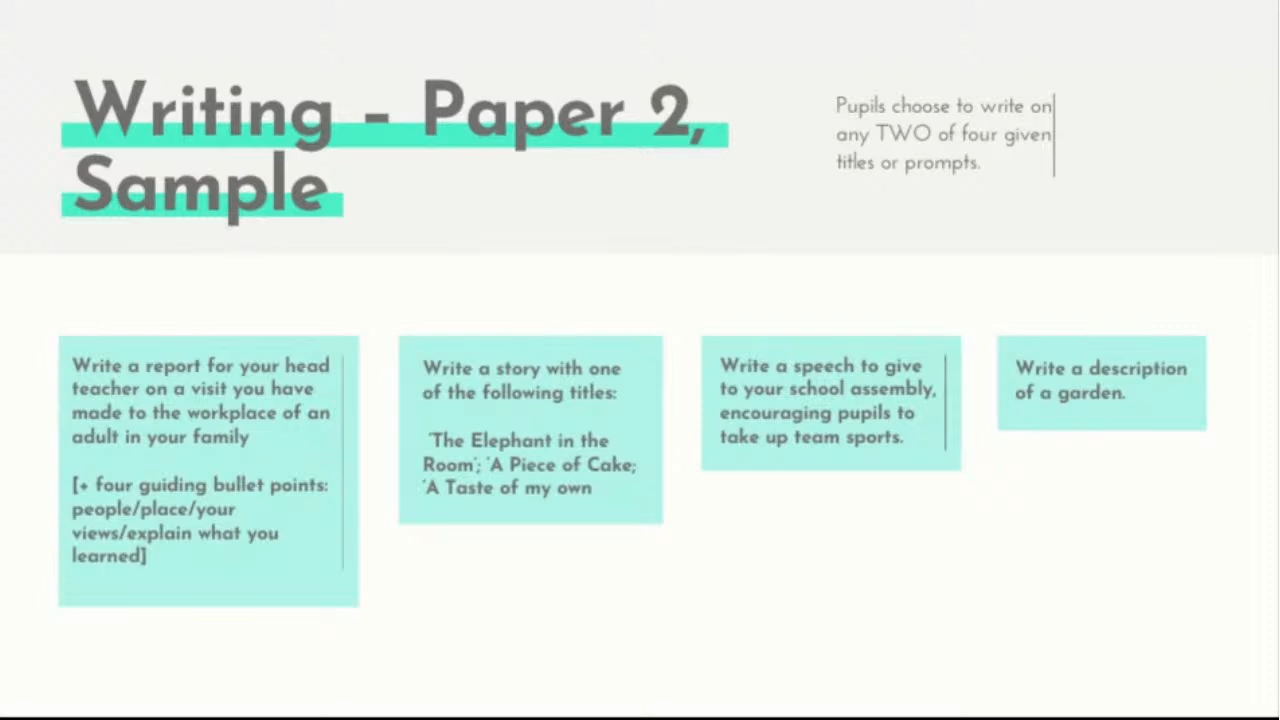 Writing - Paper 2,
Sample
Pupils choose to write on
any TWO of four given
titles or prompts.
Write a report for your head
teacher on a visit you have
made to the workplace of an
adult in your family
[+ four guiding bullet points:
people/place/your
views/explain what you
learned]
Write a story with one
of the following titles:
'The Elephant in the
Room'; 'A Piece of Cake;
'A Taste of my own
Write a speech to give
to your school assembly,
encouraging pupils to
take up team sports.
Write a description
of a garden.